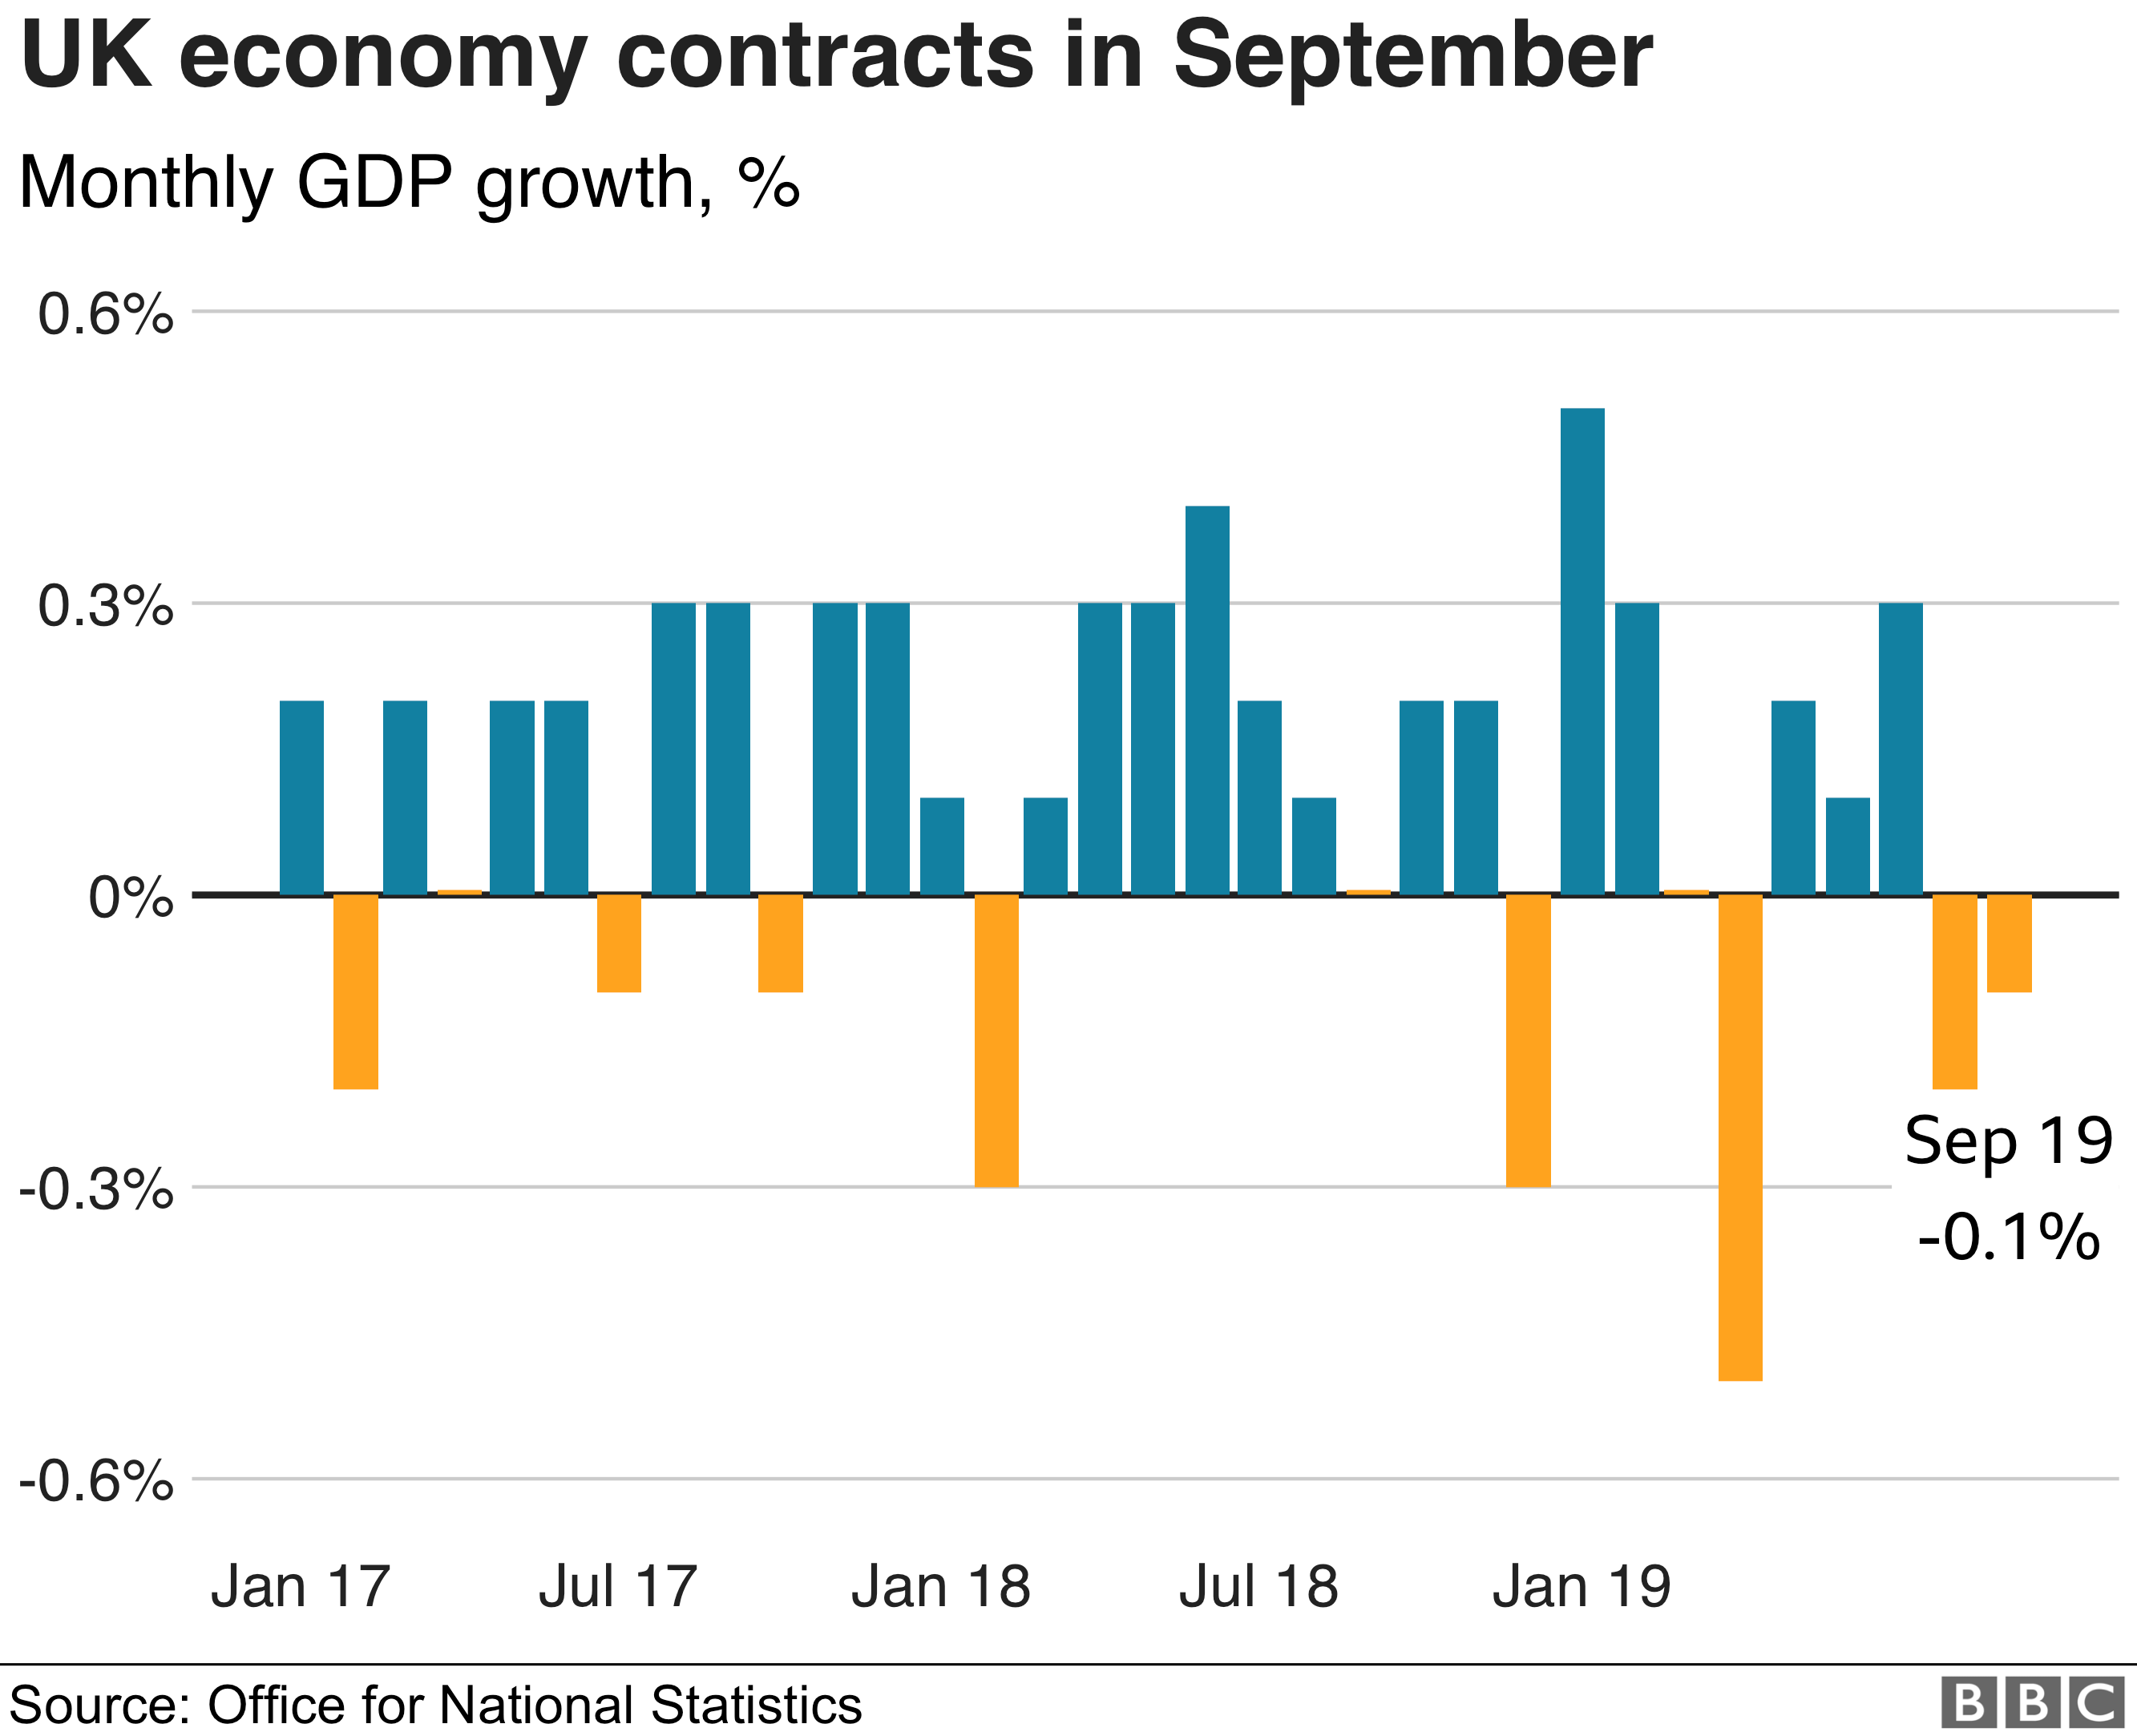 UK economy contracts in September
Monthly GDP growth, %
0.6%
0.3%
0%
-0.3%
-0.6%
Sep 19
-0.1%
Jan 17 Jul 17 Jan 18 Jul 18 Jan 19
Source: Office for National Statistics
BBC